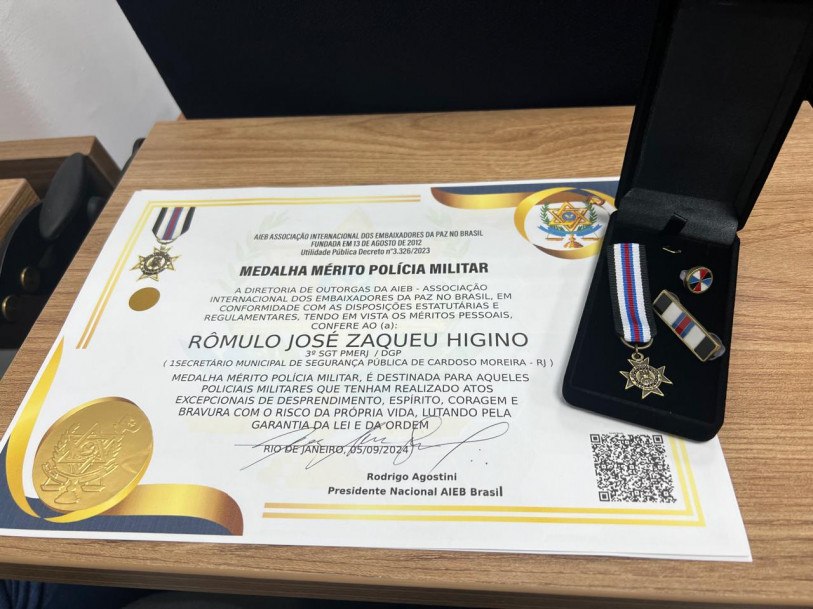 AIEB ASSOCIAÇÃO INTERNACIONAL DOS EMBAIXADORES DA PAZ NO BRASIL
FUNDADA EM 13 DE AGOSTO DE 2012
Utilidade Pública Decreto nº3.326/2023
MEDALHA MÉRITO POLÍCIA MILITAR
A DIRETORIA DE OUTORGAS DA AIEB - ASSOCIAÇÃO
INTERNACIONAL DOS EMBAIXADORES DA PAZ NO BRASIL, EM
CONFORMIDADE COM AS DISPOSIÇÕES ESTATUTÁRIAS E
REGULAMENTARES, TENDO EM VISTA OS MÉRITOS PESSOAIS,
CONFERE AO (a):
RÔMULO JOSÉ ZAQUEU HIGINO
3º SGT PMERJ / DGP
( 1SECRETÁRIO MUNICIPAL DE SEGURANÇA PÚBLICA DE CARDOSO MOREIRA - RJ )
MEDALHA MÉRITO POLÍCIA MILITAR, É DESTINADA PARA AQUELES
POLICIAIS MILITARES QUE TENHAM REALIZADO ATOS
EXCEPCIONAIS DE DESPRENDIMENTO, ESPÍRITO, CORAGEM E
BRAVURA COM O RISCO DA PRÓPRIA VIDA, LUTANDO PELA
GARANTIA DA LEI E DA ORDEM
RIO DE JANEIRO, 05/09/2024
Rodrigo Agostini
Presidente Nacional AIEB Brasil